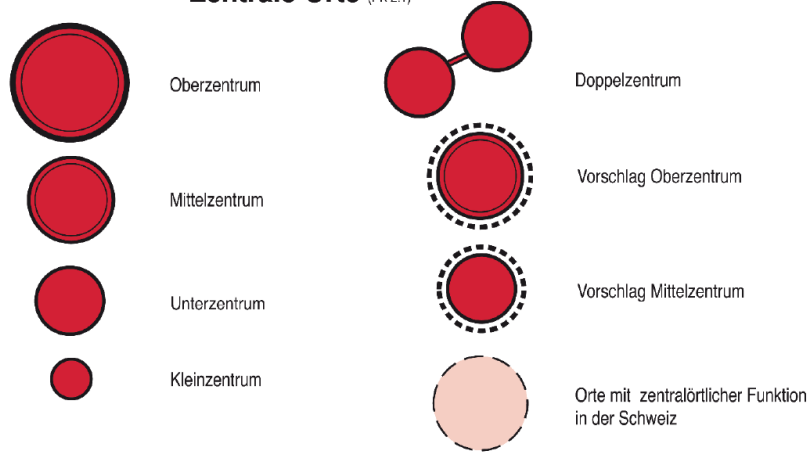 Zentrale Orte
Oberzentrum
Mittelzentrum
Unterzentrum
Kleinzentrum
Doppelzentrum
Vorschlag Oberzentrum
Vorschlag Mittelzentrum
Orte mit zentralörtlicher Funktion
in der Schweiz